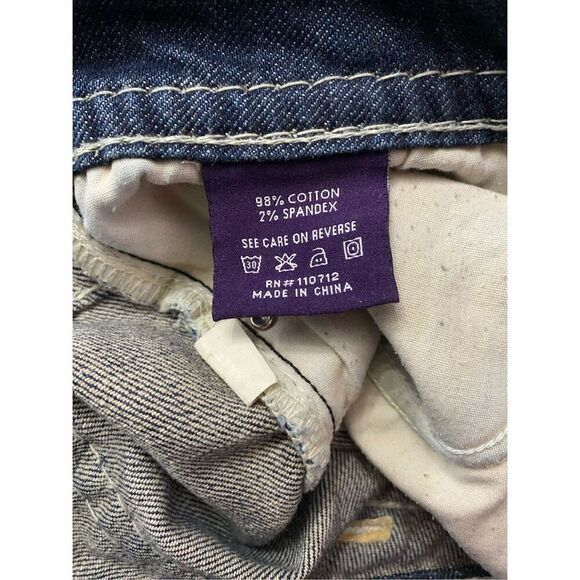 98% COTTON
2% SPANDEX
SEE CARE ON REVERSE
30
RN# 110712
MADE IN CHINA